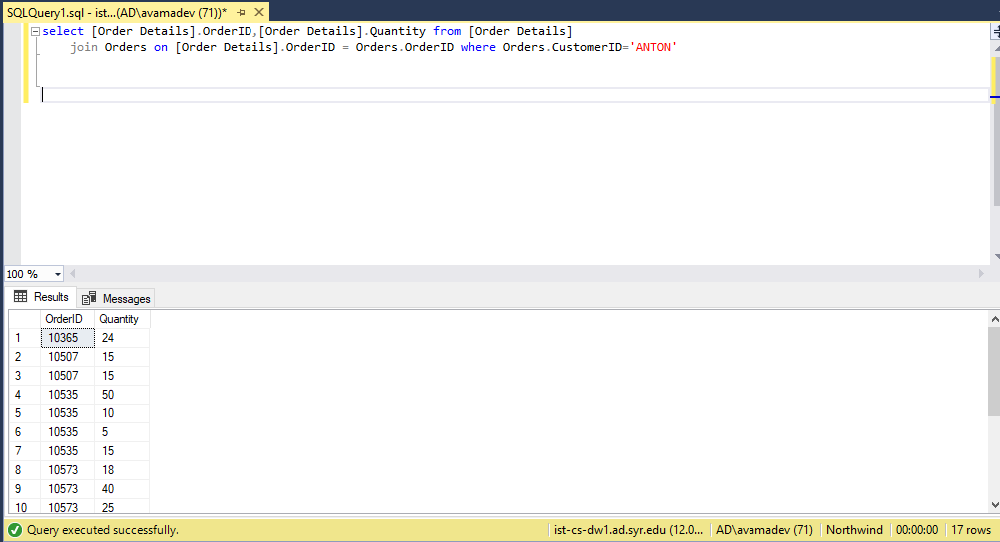 SQLQuery1.sql - ist...(AD\avamadev (71))*
select [Order Details].OrderID,[Order Details].Quantity from [Order Details]
join Orders on [Order Details].OrderID = Orders.OrderID where Orders.CustomerID='ANTON'
100 %
Results Messages
OrderID Quantity
1 10365 24
2 10507 15
3 10507 15
4 10535 50
5 10535 10
6 10535 5
7 10535 15
8 10573 18
9 10573 40
10 10573 25
Query executed successfully. ist-cs-dw1.ad.syr.edu (12.0... AD\avamadev (71) Northwind 00:00:00 17 rows